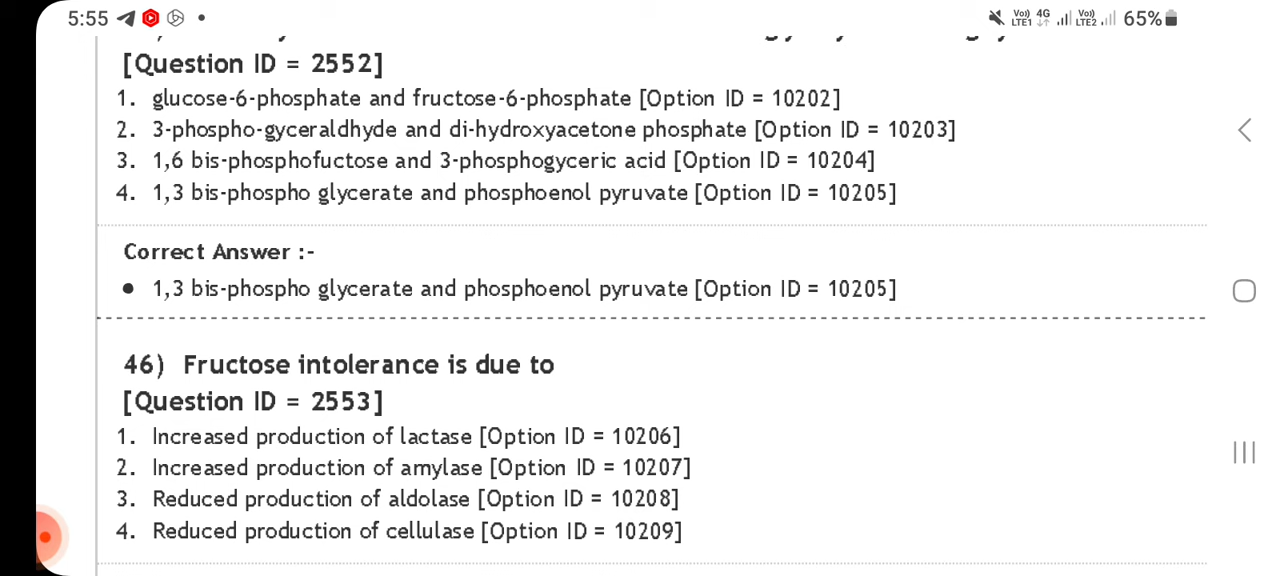 5:55
Vo)) 4G Vo)) 65%
LTE1 LTE2
[Question ID = 2552]
1. glucose-6-phosphate and fructose-6-phosphate [Option ID = 10202]
2. 3-phospho-gyceraldhyde and di-hydroxyacetone phosphate [Option ID = 10203]
3. 1,6 bis-phosphofuctose and 3-phosphogyceric acid [Option ID = 10204]
4. 1,3 bis-phospho glycerate and phosphoenol pyruvate [Option ID = 10205]
Correct Answer :-
• 1,3 bis-phospho glycerate and phosphoenol pyruvate [Option ID = 10205]
46) Fructose intolerance is due to
[Question ID = 2553]
1. Increased production of lactase [Option ID = 10206]
2. Increased production of amylase [Option ID = 10207]
3. Reduced production of aldolase [Option ID = 10208]
4. Reduced production of cellulase [Option ID = 10209]